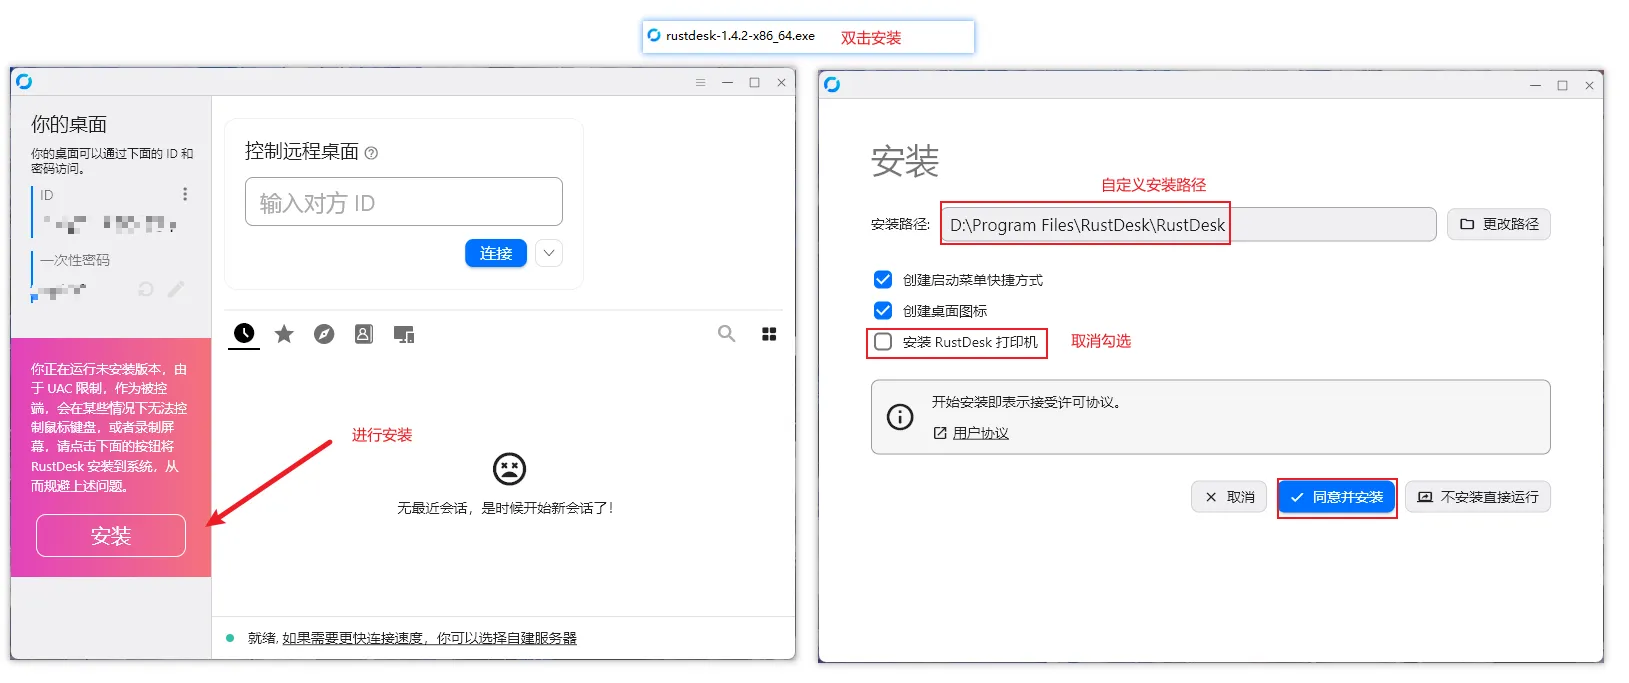 rustdesk-1.4.2-x86_64.exe 双击安装
你的桌面
你的桌面可以通过下面的 ID 和
密码访问。
ID
一次性密码
你正在运行未安装版本，由
于 UAC 限制，作为被控
端，会在某些情况下无法控
制鼠标键盘，或者录制屏
幕，请点击下面的按钮将
RustDesk 安装到系统，从
而规避上述问题。
安装
控制远程桌面
输入对方 ID
连接
进行安装
无最近会话，是时候开始新会话了！
就绪, 如果需要更快连接速度，你可以选择自建服务器
安装
自定义安装路径
安装路径: D:\Program Files\RustDesk\RustDesk 更改路径
创建启动菜单快捷方式
创建桌面图标
安装 RustDesk 打印机 取消勾选
开始安装即表示接受许可协议。
用户协议
取消 同意并安装 不安装直接运行